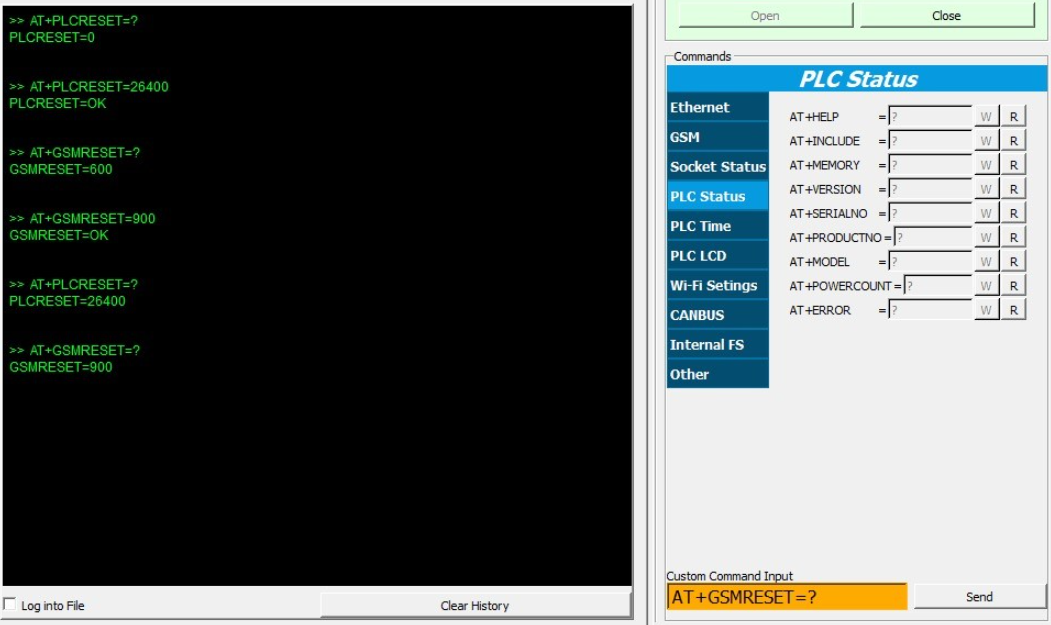 >> AT+PLCRESET=?
PLCRESET=0
>> AT+PLCRESET=26400
PLCRESET=OK
>> AT+GSMRESET=?
GSMRESET=600
>> AT+GSMRESET=900
GSMRESET=OK
>> AT+PLCRESET=?
PLCRESET=26400
>> AT+GSMRESET=?
GSMRESET=900
Log into File
Clear History
Open
Close
Commands
PLC Status
Ethernet
GSM
Socket Status
PLC Status
PLC Time
PLC LCD
Wi-Fi Setings
CANBUS
Internal FS
Other
AT+HELP = ? W R
AT+INCLUDE = ? W R
AT+MEMORY = ? W R
AT+VERSION = ? W R
AT+SERIALNO = ? W R
AT+PRODUCTNO = ? W R
AT+MODEL = ? W R
AT+POWERCOUNT = ? W R
AT+ERROR = ? W R
Custom Command Input
AT+GSMRESET=?
Send